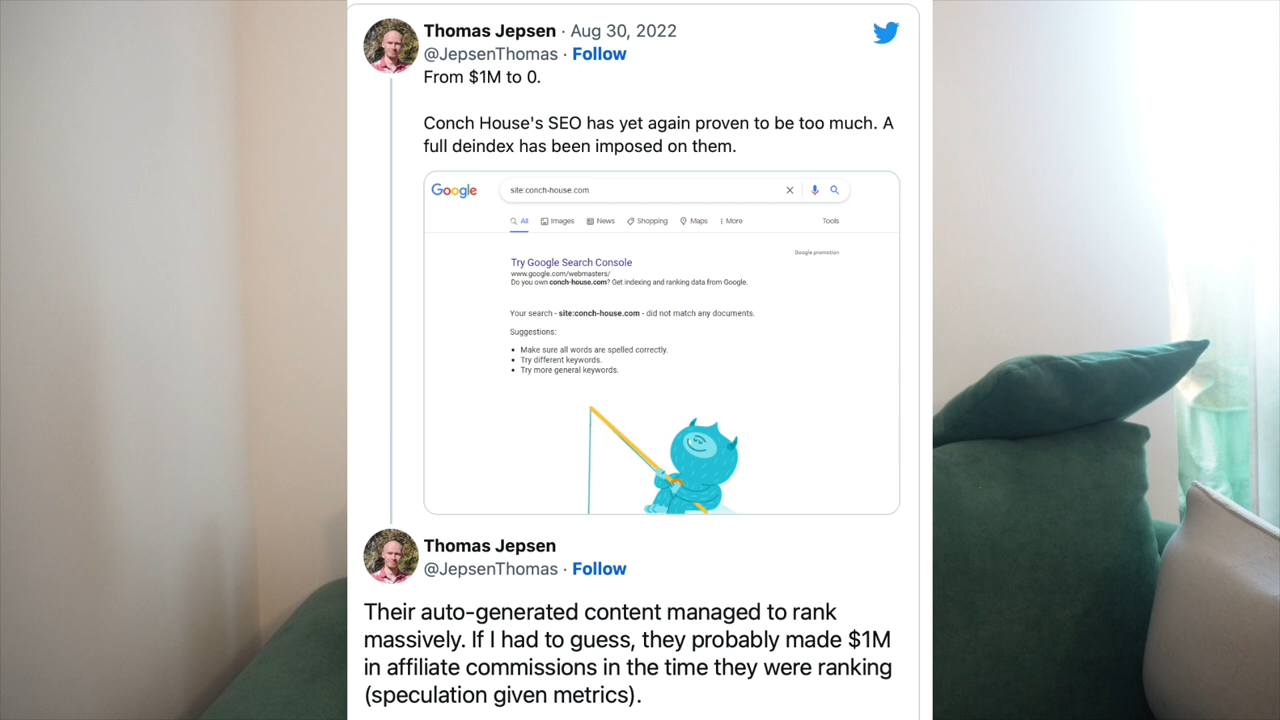 Thomas Jepsen · Aug 30, 2022
@JepsenThomas · Follow
From $1M to 0.
Conch House's SEO has yet again proven to be too much. A
full deindex has been imposed on them.
Google
site:conch-house.com
All Images News Shopping Maps More Tools
Google promotion
Try Google Search Console
www.google.com/webmasters/
Do you own conch-house.com? Get indexing and ranking data from Google.
Your search - site:conch-house.com - did not match any documents.
Suggestions:
• Make sure all words are spelled correctly.
• Try different keywords.
• Try more general keywords.
Thomas Jepsen
@JepsenThomas · Follow
Their auto-generated content managed to rank
massively. If I had to guess, they probably made $1M
in affiliate commissions in the time they were ranking
(speculation given metrics).